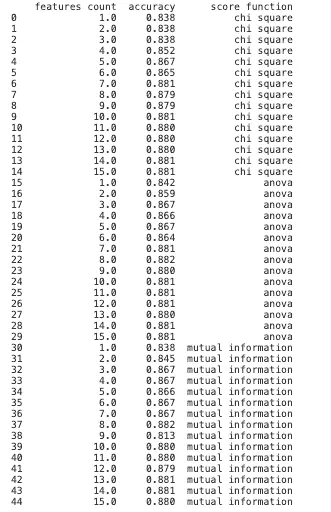 features count accuracy score function
0 1.0 0.838 chi square
1 2.0 0.838 chi square
2 3.0 0.838 chi square
3 4.0 0.852 chi square
4 5.0 0.867 chi square
5 6.0 0.865 chi square
6 7.0 0.881 chi square
7 8.0 0.879 chi square
8 9.0 0.879 chi square
9 10.0 0.881 chi square
10 11.0 0.880 chi square
11 12.0 0.880 chi square
12 13.0 0.880 chi square
13 14.0 0.881 chi square
14 15.0 0.881 chi square
15 1.0 0.842 anova
16 2.0 0.859 anova
17 3.0 0.867 anova
18 4.0 0.866 anova
19 5.0 0.867 anova
20 6.0 0.864 anova
21 7.0 0.881 anova
22 8.0 0.882 anova
23 9.0 0.880 anova
24 10.0 0.881 anova
25 11.0 0.881 anova
26 12.0 0.881 anova
27 13.0 0.880 anova
28 14.0 0.881 anova
29 15.0 0.881 anova
30 1.0 0.838 mutual information
31 2.0 0.845 mutual information
32 3.0 0.867 mutual information
33 4.0 0.867 mutual information
34 5.0 0.866 mutual information
35 6.0 0.867 mutual information
36 7.0 0.867 mutual information
37 8.0 0.882 mutual information
38 9.0 0.813 mutual information
39 10.0 0.880 mutual information
40 11.0 0.880 mutual information
41 12.0 0.879 mutual information
42 13.0 0.881 mutual information
43 14.0 0.881 mutual information
44 15.0 0.880 mutual information